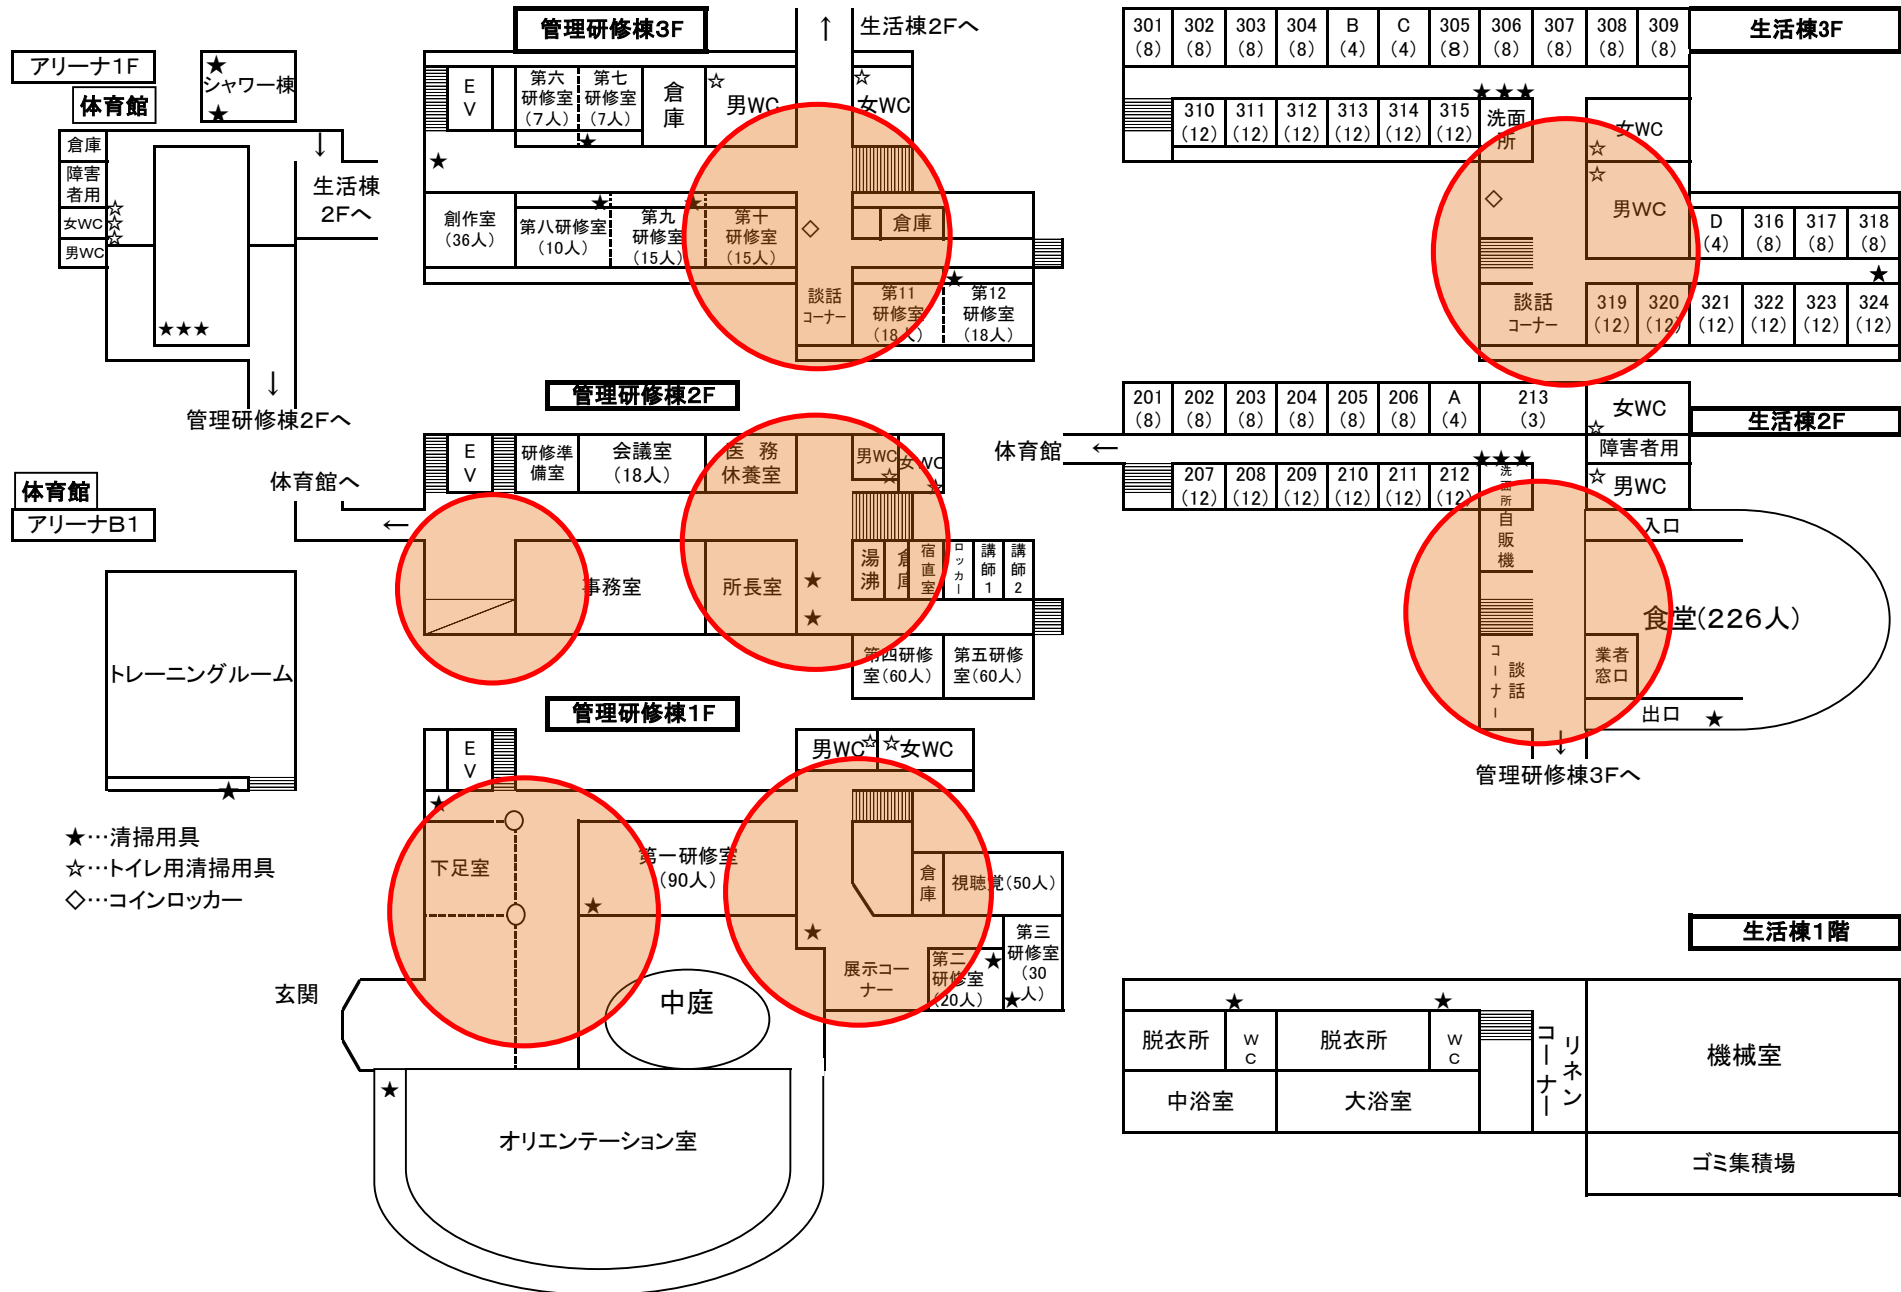 管理研修棟3F
↑ 生活棟2Fへ
アリーナ1F
体育館
★
シャワー棟
★
倉庫
障害
者用
女WC
男WC
☆
☆
☆
★★★
↓
生活棟
2Fへ
↓
管理研修棟2Fへ
E
V
第六
研修室
(7人)
第七
研修室
(7人)
★
倉
庫
☆
男WC
☆
女WC
★
創作室
(36人)
第八研修室
(10人)
★
第九
研修室
(15人)
★
第十
研修室
(15人)
◇
倉庫
談話
コーナー
第11
研修室
(18人)
★
第12
研修室
(18人)
生活棟3F
301
(8)
302
(8)
303
(8)
304
(8)
B
(4)
C
(4)
305
(8)
306
(8)
307
(8)
308
(8)
309
(8)
310
(12)
311
(12)
312
(12)
313
(12)
314
(12)
315
(12)
★★★
洗面
所
女WC
☆
☆
男WC
◇
D
(4)
316
(8)
317
(8)
318
(8)
★
談話
コーナー
319
(12)
320
(12)
321
(12)
322
(12)
323
(12)
324
(12)
管理研修棟2F
体育館へ
←
E
V
研修準
備室
会議室
(18人)
医 務
休養室
男WC
☆
女WC
☆
事務室
所長室
★
★
湯
沸
倉
庫
宿
直
室
ロッカー
講
師
1
講
師
2
第四研修
室(60人)
第五研修
室(60人)
生活棟2F
201
(8)
202
(8)
203
(8)
204
(8)
205
(8)
206
(8)
A
(4)
213
(3)
女WC
☆
障害者用
☆
男WC
体育館 ←
207
(12)
208
(12)
209
(12)
210
(12)
211
(12)
212
(12)
★★★
洗面所
自
販
機
入口
食堂(226人)
業者
窓口
出口 ★
談話
コーナー
↓
管理研修棟3Fへ
体育館
アリーナB1
トレーニングルーム
★
★…清掃用具
☆…トイレ用清掃用具
◇…コインロッカー
管理研修棟1F
E
V
★
下足室
男WC
☆
☆
女WC
第一研修室
(90人)
★
★
倉
庫
視聴覚(50人)
展示コー
ナー
第二
研修室
(20人)
★
第三
研修室
(30
人)
★
玄関
中庭
★
オリエンテーション室
生活棟1階
★
★
脱衣所
W
C
脱衣所
W
C
中浴室
大浴室
リネン
コーナー
機械室
ゴミ集積場